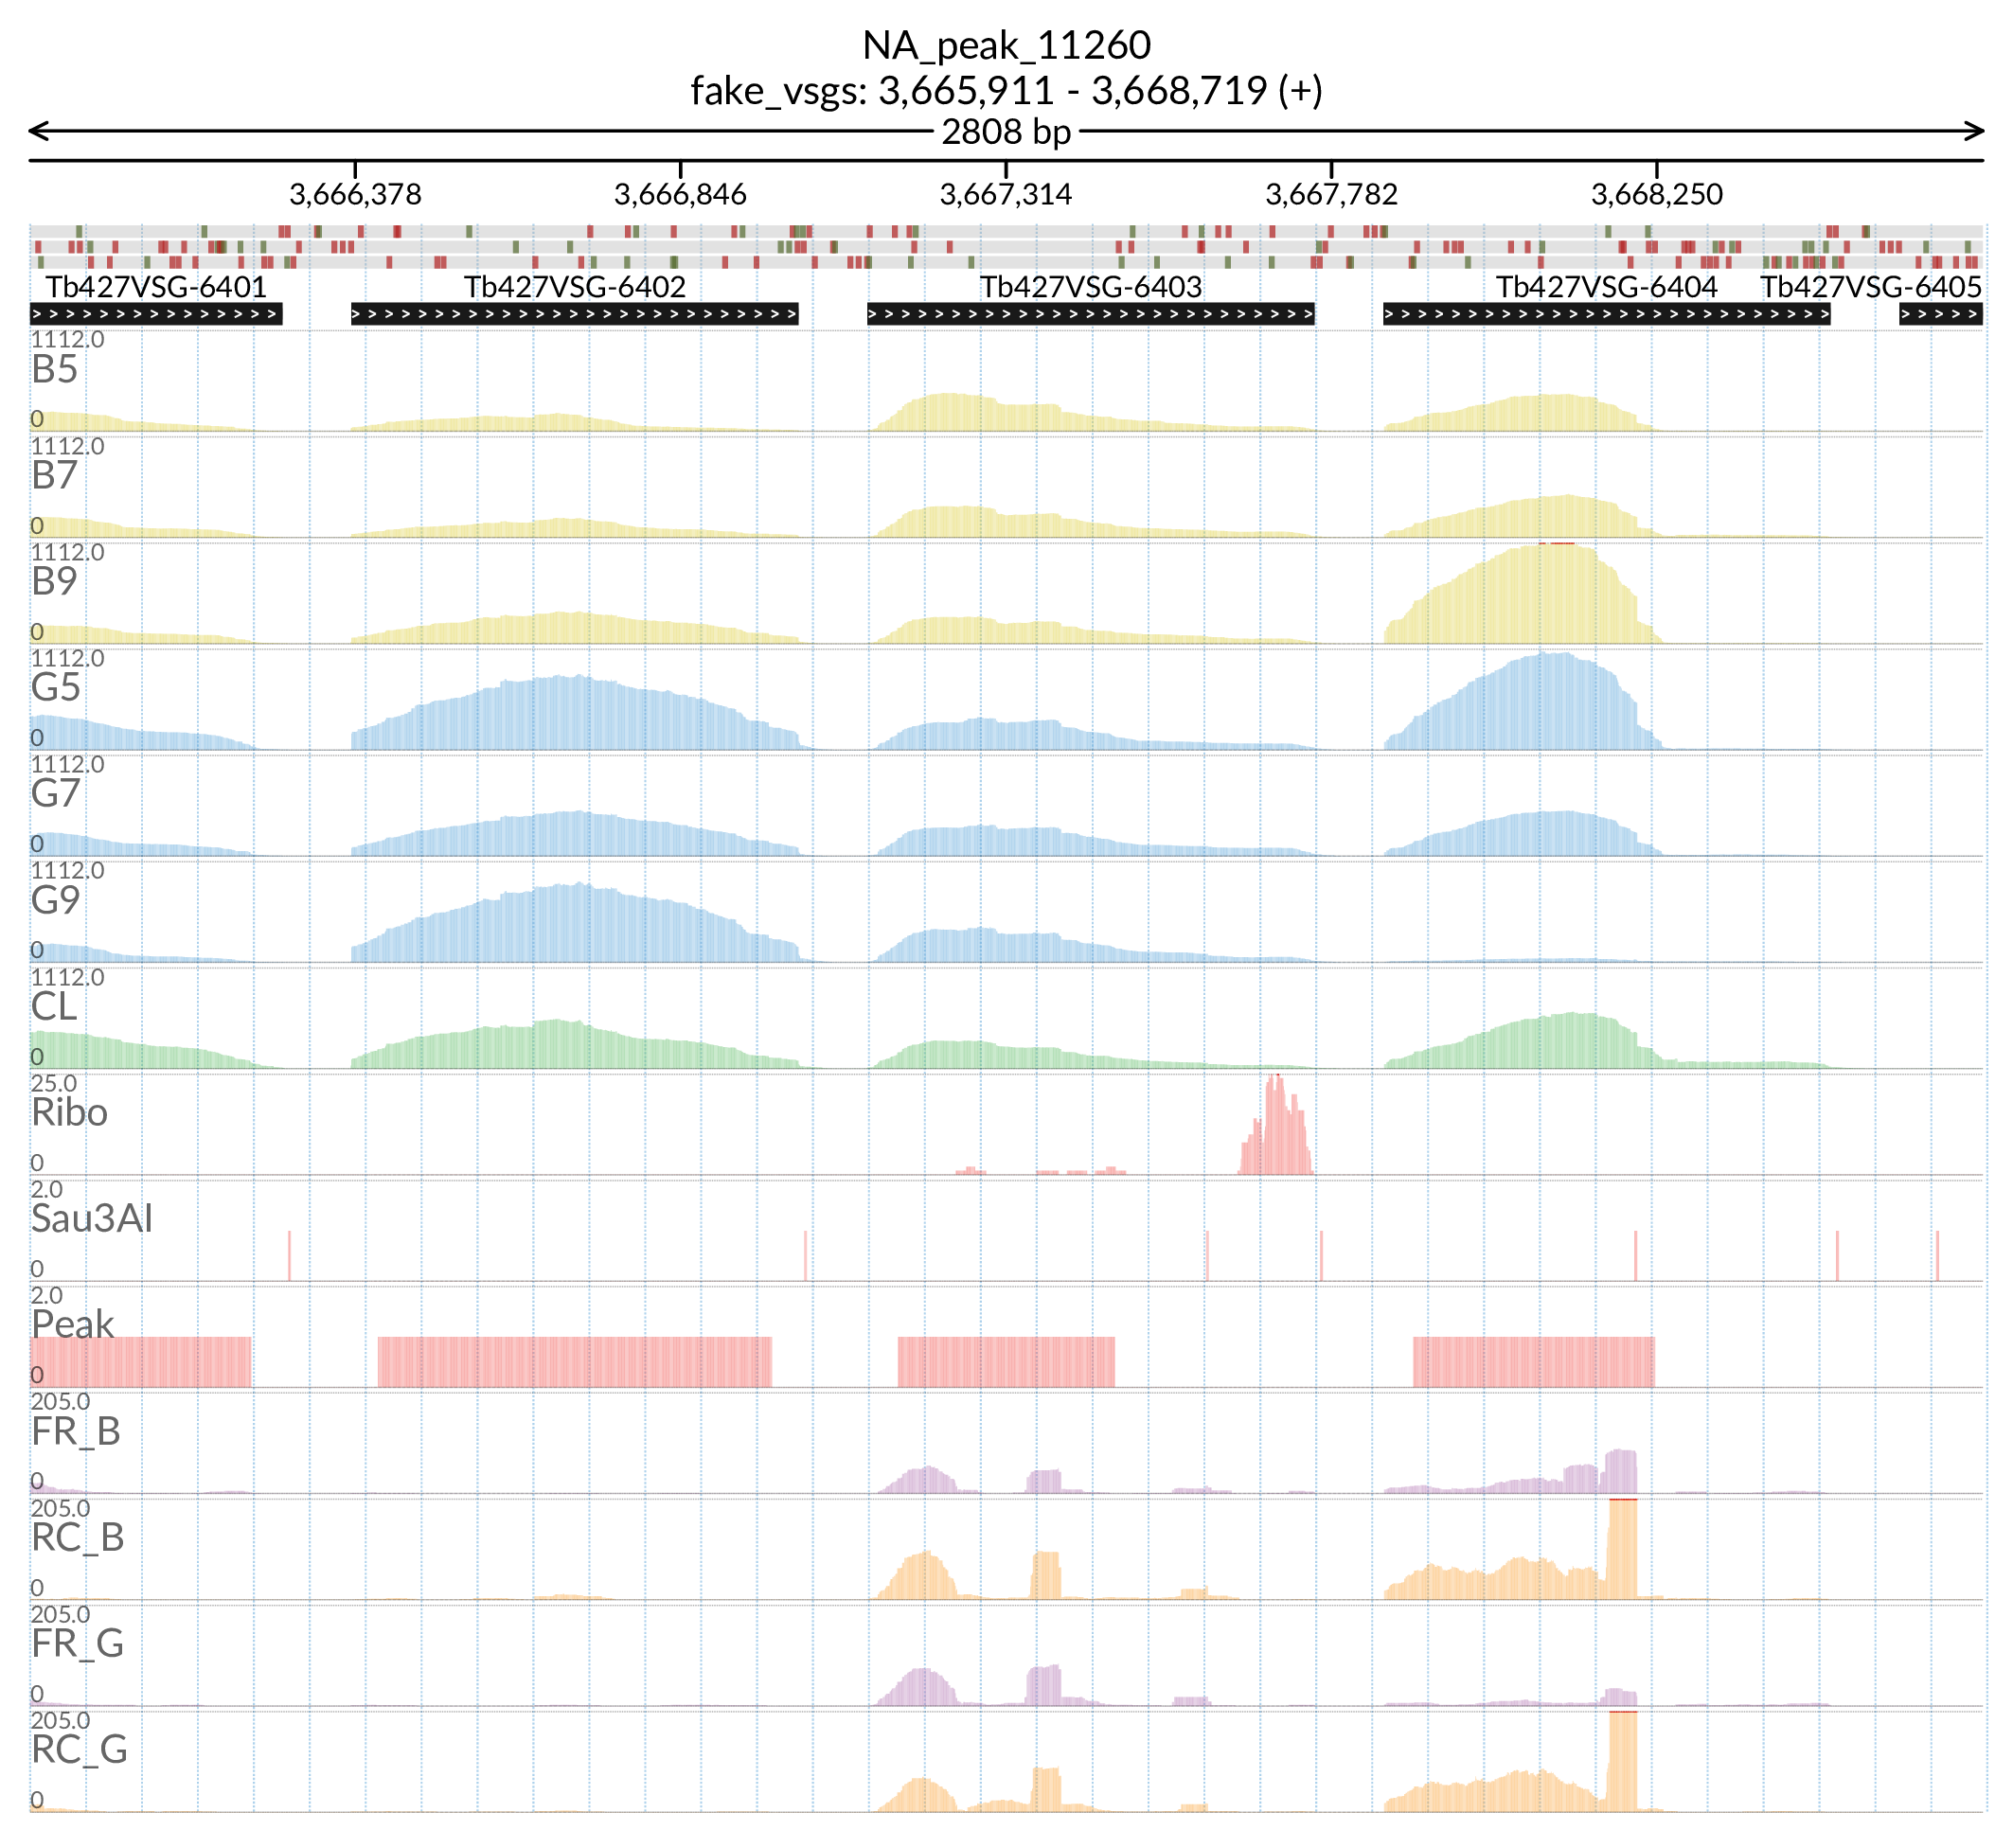 NA_peak_11260
fake_vsgs: 3,665,911 - 3,668,719 (+)
2808 bp
3,666,378 3,666,846 3,667,314 3,667,782 3,668,250
Tb427VSG-6401 Tb427VSG-6402 Tb427VSG-6403 Tb427VSG-6404 Tb427VSG-6405
1112.0
B5
0
1112.0
B7
0
1112.0
B9
0
1112.0
G5
0
1112.0
G7
0
1112.0
G9
0
1112.0
CL
0
25.0
Ribo
0
2.0
Sau3AI
0
2.0
Peak
0
205.0
FR_B
0
205.0
RC_B
0
205.0
FR_G
0
205.0
RC_G
0